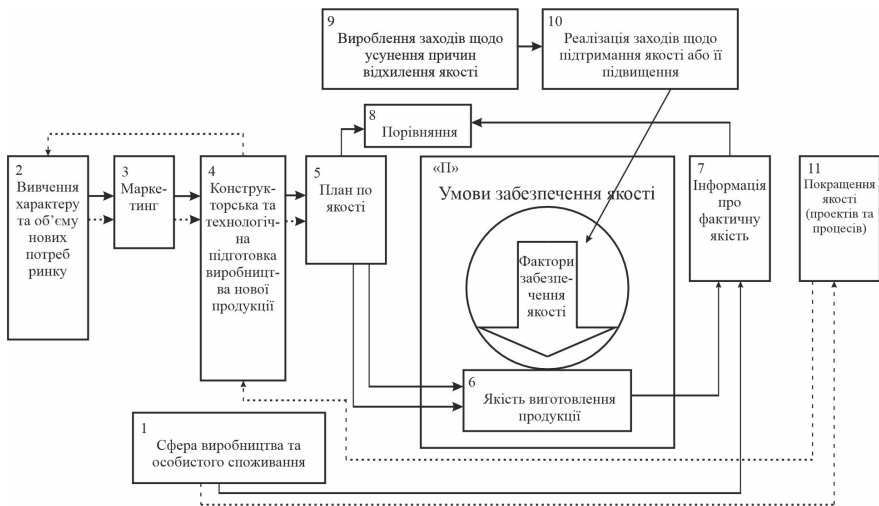 9
Вироблення заходів щодо
усунення причин
відхилення якості
10
Реалізація заходів щодо
підтримання якості або її
підвищення
8
Порівняння
2
Вивчення
характеру
та об’єму
нових
потреб
ринку
3
Марке-
тинг
4
Конструк-
торська та
технологіч-
на
підготовка
виробницт-
ва нової
продукції
5
План по
якості
«П»
Умови забезпечення якості
Фактори
забезпе-
чення
якості
6
Якість виготовлення
продукції
7
Інформація
про
фактичну
якість
11
Покращення
якості
(проектів та
процесів)
1
Сфера виробництва та
особистого споживання